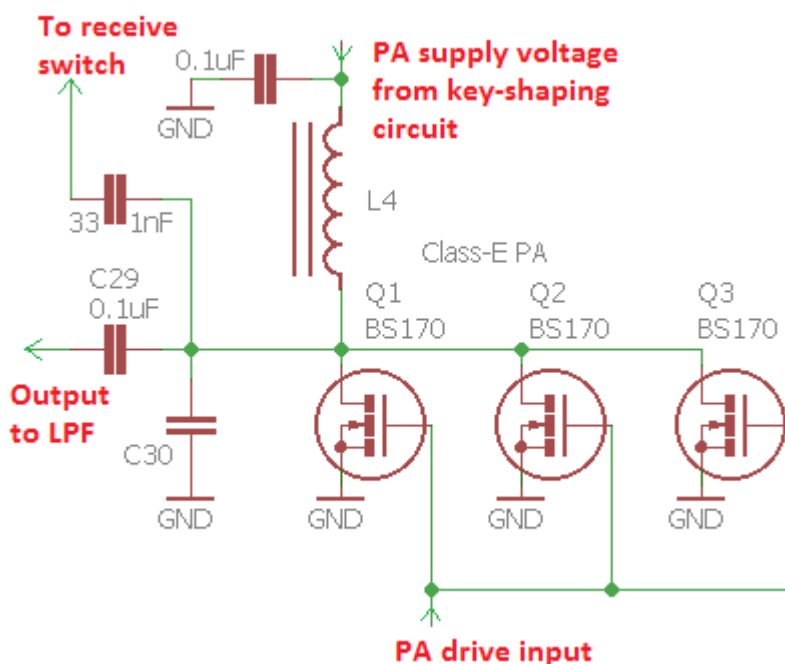 To receive
switch
0.1uF
GND
PA supply voltage
from key-shaping
circuit
33
1nF
L4
Class-E PA
C29
0.1uF
Q1
BS170
Q2
BS170
Q3
BS170
Output
to LPF
C30
GND
GND
GND
GND
PA drive input